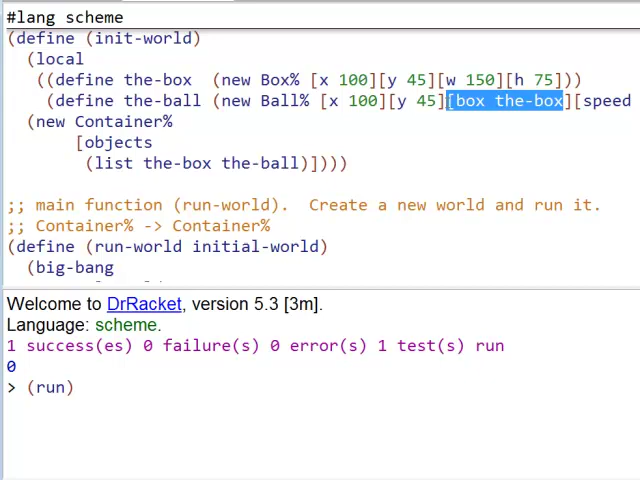 #lang scheme
(define (init-world)
(local
((define the-box (new Box% [x 100][y 45][w 150][h 75]))
(define the-ball (new Ball% [x 100][y 45][box the-box][speed
(new Container%
[objects
(list the-box the-ball)])))
;; main function (run-world). Create a new world and run it.
;; Container% -> Container%
(define (run-world initial-world)
(big-bang
Welcome to DrRacket, version 5.3 [3m].
Language: scheme.
1 success(es) 0 failure(s) 0 error(s) 1 test(s) run
0
> (run)